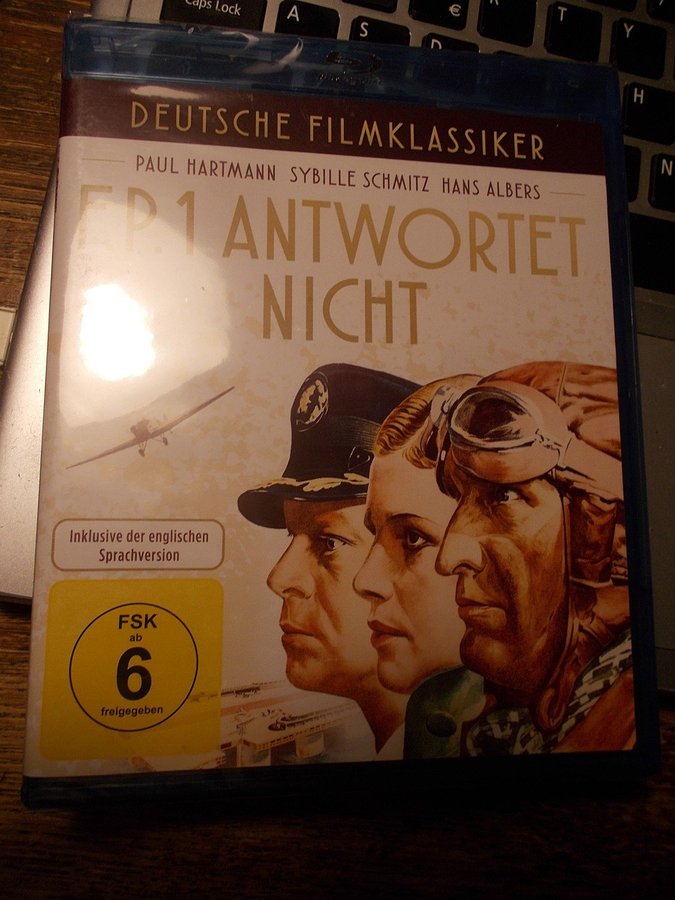 Caps Lock
A
S
D
€
R
T
Y
H
N
DEUTSCHE FILMKLASSIKER
PAUL HARTMANN SYBILLE SCHMITZ HANS ALBERS
F.P.1 ANTWORTET
NICHT
Inklusive der englischen
Sprachversion
FSK
ab
6
freigegeben